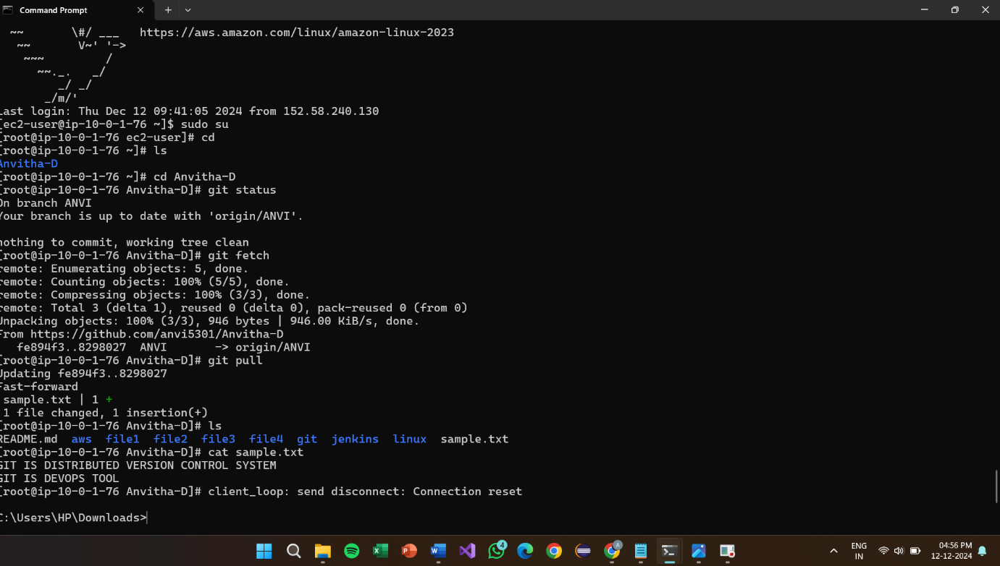 Command Prompt
~~ \#/ ___ https://aws.amazon.com/linux/amazon-linux-2023
~~ V~' '->
~~~ /
~~._. _/
_/ _/
_/m/'
Last login: Thu Dec 12 09:41:05 2024 from 152.58.240.130
[ec2-user@ip-10-0-1-76 ~]$ sudo su
[root@ip-10-0-1-76 ec2-user]# cd
[root@ip-10-0-1-76 ~]# ls
Anvitha-D
[root@ip-10-0-1-76 ~]# cd Anvitha-D
[root@ip-10-0-1-76 Anvitha-D]# git status
On branch ANVI
Your branch is up to date with 'origin/ANVI'.
nothing to commit, working tree clean
[root@ip-10-0-1-76 Anvitha-D]# git fetch
remote: Enumerating objects: 5, done.
remote: Counting objects: 100% (5/5), done.
remote: Compressing objects: 100% (3/3), done.
remote: Total 3 (delta 1), reused 0 (delta 0), pack-reused 0 (from 0)
Unpacking objects: 100% (3/3), 946 bytes | 946.00 KiB/s, done.
From https://github.com/anvi5301/Anvitha-D
fe894f3..8298027 ANVI -> origin/ANVI
[root@ip-10-0-1-76 Anvitha-D]# git pull
Updating fe894f3..8298027
Fast-forward
sample.txt | 1 +
1 file changed, 1 insertion(+)
[root@ip-10-0-1-76 Anvitha-D]# ls
README.md aws file1 file2 file3 file4 git jenkins linux sample.txt
[root@ip-10-0-1-76 Anvitha-D]# cat sample.txt
GIT IS DISTRIBUTED VERSION CONTROL SYSTEM
GIT IS DEVOPS TOOL
[root@ip-10-0-1-76 Anvitha-D]# client_loop: send disconnect: Connection reset
C:\Users\HP\Downloads>
4
A
ENG
IN
04:56 PM
12-12-2024